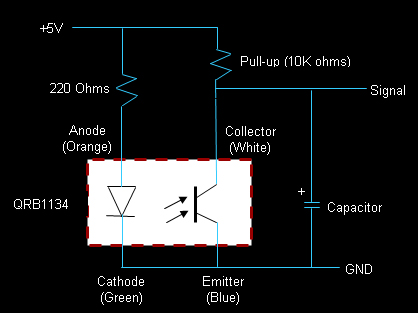 +5V
Pull-up (10K ohms)
220 Ohms
Signal
Anode
(Orange)
Collector
(White)
QRB1134
+
Capacitor
GND
Cathode
(Green)
Emitter
(Blue)